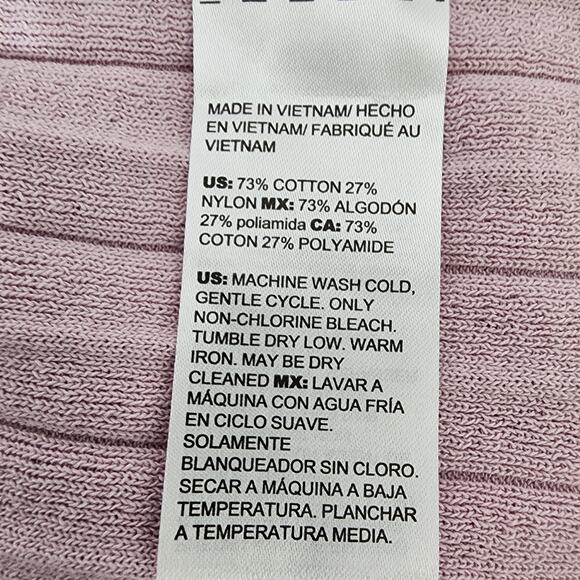 MADE IN VIETNAM/ HECHO
EN VIETNAM/ FABRIQUÉ AU
VIETNAM
US: 73% COTTON 27%
NYLON MX: 73% ALGODÓN
27% poliamida CA: 73%
COTON 27% POLYAMIDE
US: MACHINE WASH COLD,
GENTLE CYCLE. ONLY
NON-CHLORINE BLEACH.
TUMBLE DRY LOW. WARM
IRON. MAY BE DRY
CLEANED MX: LAVAR A
MÁQUINA CON AGUA FRÍA
EN CICLO SUAVE.
SOLAMENTE
BLANQUEADOR SIN CLORO.
SECAR A MÁQUINA A BAJA
TEMPERATURA. PLANCHAR
A TEMPERATURA MEDIA.